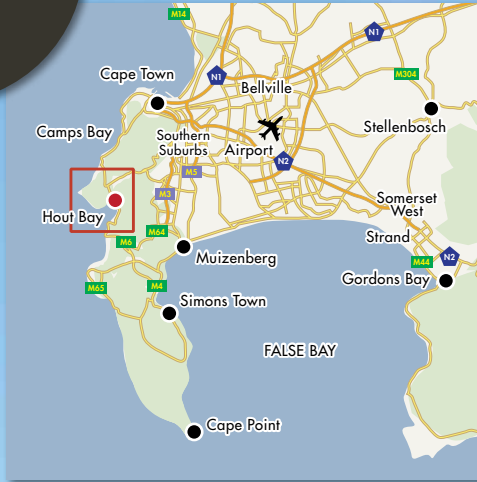 M14
N1
M304
Cape Town
N1
Bellville
Stellenbosch
Camps Bay
Southern
Suburbs
Airport
N2
M5
M3
Somerset
West
Hout Bay
M64
M6
Strand
Muizenberg
N2
M44
Gordons Bay
M65
M4
Simons Town
FALSE BAY
Cape Point